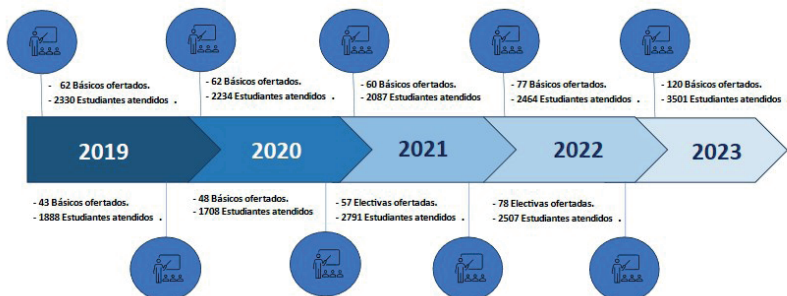 - 62 Básicos ofertados.
- 2330 Estudiantes atendidos .
- 62 Básicos ofertados.
- 2234 Estudiantes atendidos .
- 60 Básicos ofertados.
- 2087 Estudiantes atendidos
- 77 Básicos ofertados.
- 2464 Estudiantes atendidos .
- 120 Básicos ofertados.
- 3501 Estudiantes atendidos
2019
2020
2021
2022
2023
- 43 Básicos ofertados.
- 1888 Estudiantes atendidos .
- 48 Básicos ofertados.
- 1708 Estudiantes atendidos
- 57 Electivas ofertadas.
- 2791 Estudiantes atendidos .
- 78 Electivas ofertadas.
- 2507 Estudiantes atendidos .